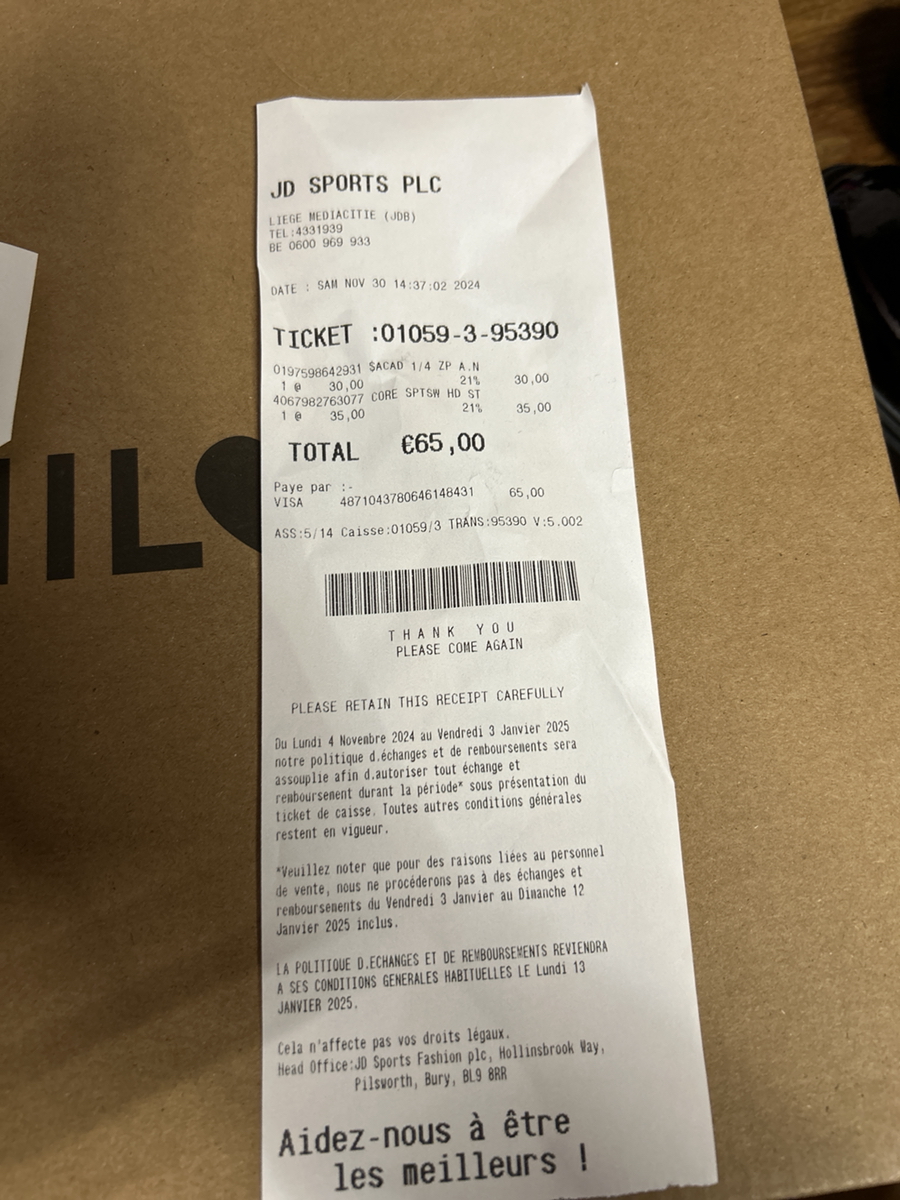 JD SPORTS PLC
LIEGE MEDIACITIE (JDB)
TEL:4331939
BE 0600 969 933
DATE : SAM NOV 30 14:37:02 2024
TICKET :01059-3-95390
0197598642931 SACAD 1/4 ZP A.N
1 @ 30,00 21% 30,00
4067982763077 CORE SPTSW HD ST
1 @ 35,00 21% 35,00
TOTAL €65,00
Paye par :-
VISA 4871043780646148431 65,00
ASS:5/14 Caisse:01059/3 TRANS:95390 V:5.002
THANK YOU
PLEASE COME AGAIN
PLEASE RETAIN THIS RECEIPT CAREFULLY
Du Lundi 4 Novembre 2024 au Vendredi 3 Janvier 2025
notre politique d.échanges et de remboursements sera
assouplie afin d.autoriser tout échange et
remboursement durant la période* sous présentation du
ticket de caisse. Toutes autres conditions générales
restent en vigueur.
*Veuillez noter que pour des raisons liées au personnel
de vente, nous ne procéderons pas à des échanges et
remboursements du Vendredi 3 Janvier au Dimanche 12
Janvier 2025 inclus.
LA POLITIQUE D.ECHANGES ET DE REMBOURSEMENTS REVIENDRA
A SES CONDITIONS GENERALES HABITUELLES LE Lundi 13
JANVIER 2025.
Cela n'affecte pas vos droits légaux.
Head Office:JD Sports Fashion plc, Hollinsbrook Way,
Pilsworth, Bury, BL9 8RR
Aidez-nous à être
les meilleurs !